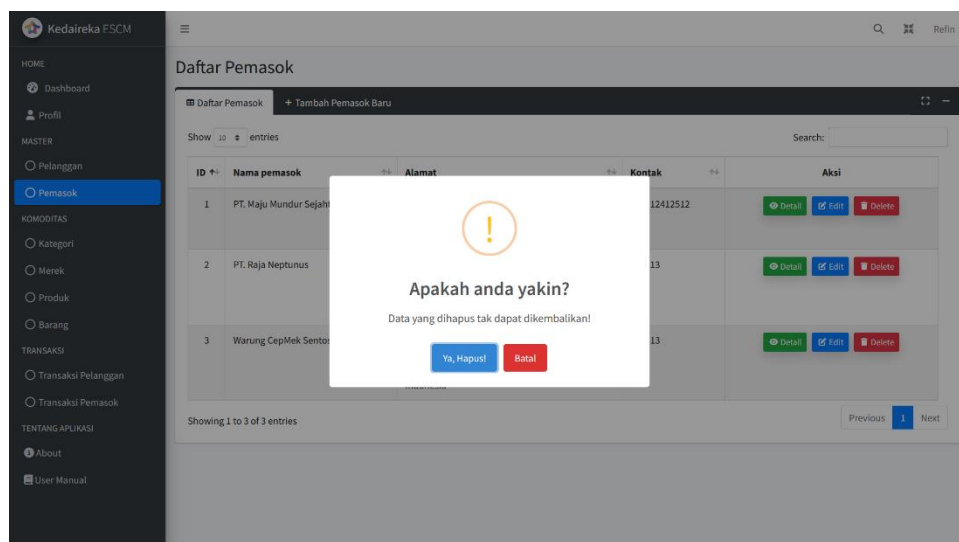 Kedaireka ESCM
Refin
HOME
Dashboard
Profil
MASTER
Pelanggan
Pemasok
KOMODITAS
Kategori
Merek
Produk
Barang
TRANSAKSI
Transaksi Pelanggan
Transaksi Pemasok
TENTANG APLIKASI
About
User Manual
Daftar Pemasok
Daftar Pemasok + Tambah Pemasok Baru
Show 10 entries Search:
ID Nama pemasok Alamat Kontak Aksi
1 PT. Maju Mundur 12412512 Detail Edit Delete
2 PT. Raja Neptunus 13 Detail Edit Delete
3 Warung CepMek 13 Detail Edit Delete
!
Apakah anda yakin?
Data yang dihapus tak dapat dikembalikan!
Ya, Hapus! Batal
Showing 1 to 3 of 3 entries Previous 1 Next